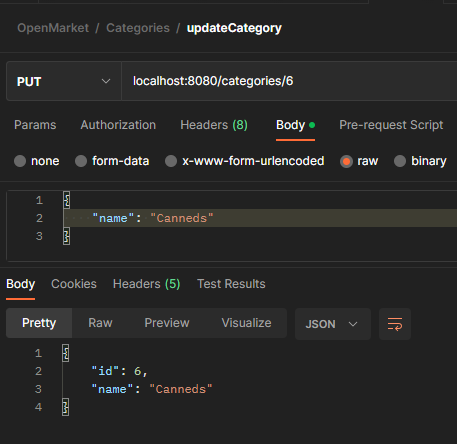 OpenMarket / Categories / updateCategory
PUT localhost:8080/categories/6
Params Authorization Headers (8) Body Pre-request Script
none form-data x-www-form-urlencoded raw binary
1 {
2 "name": "Canneds"
3 }
Body Cookies Headers (5) Test Results
Pretty Raw Preview Visualize JSON
1 {
2 "id": 6,
3 "name": "Canneds"
4 }